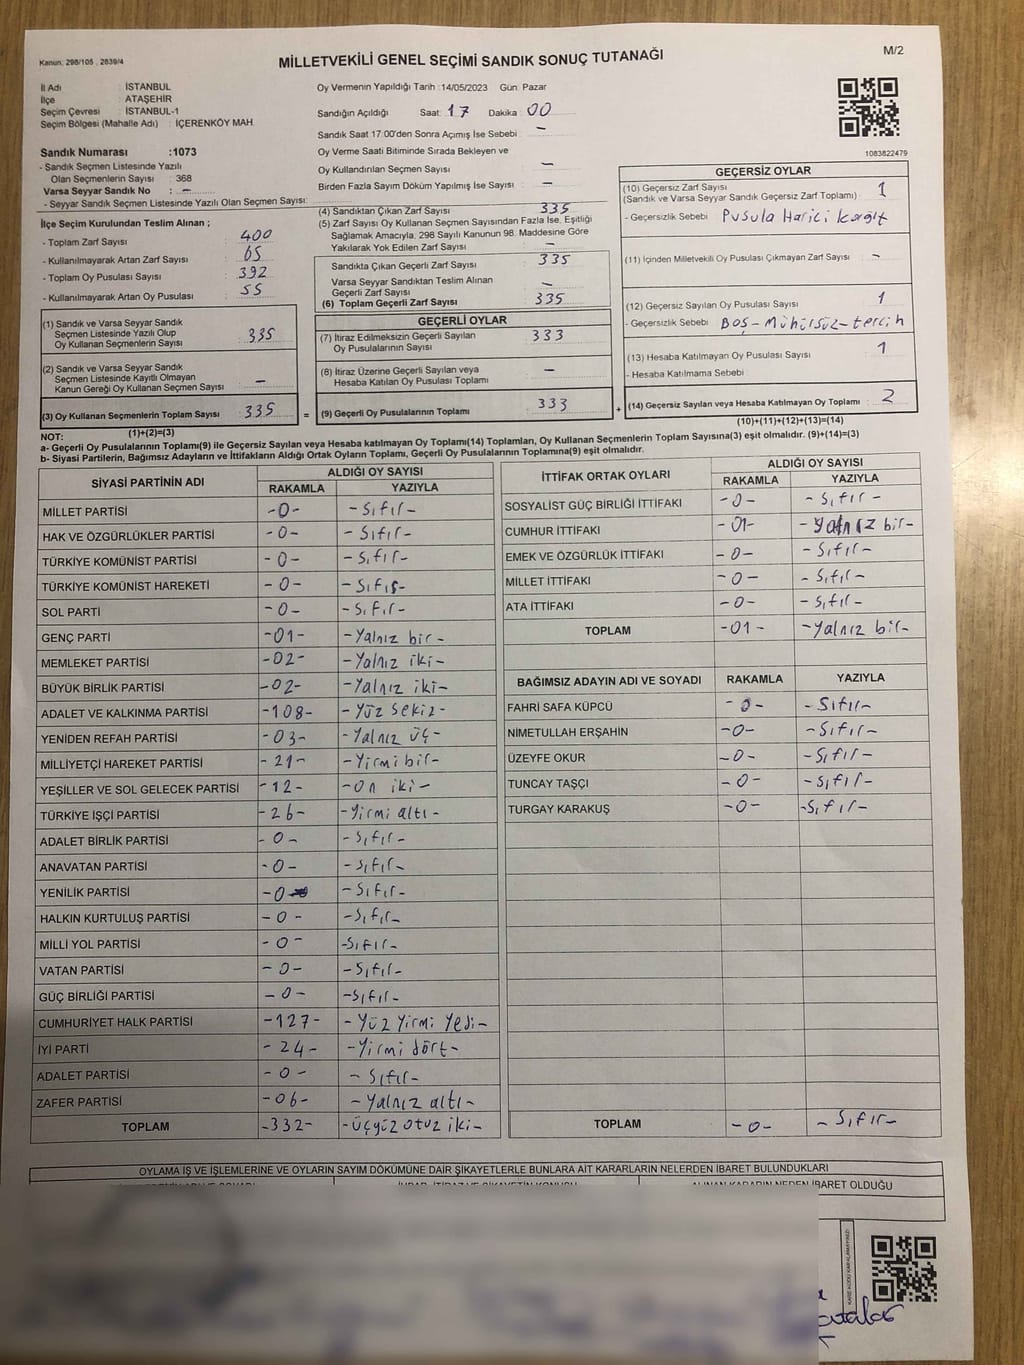 Kanun: 298/105 , 2839/4
MİLLETVEKİLİ GENEL SEÇİMİ SANDIK SONUÇ TUTANAĞI
M/2
İl Adı : İSTANBUL
İlçe : ATAŞEHİR
Seçim Çevresi : İSTANBUL-1
Seçim Bölgesi (Mahalle Adı) : İÇERENKÖY MAH.
Sandık Numarası :1073
- Sandık Seçmen Listesinde Yazılı
Olan Seçmenlerin Sayısı : 368
Varsa Seyyar Sandık No : -
- Seyyar Sandık Seçmen Listesinde Yazılı Olan Seçmen Sayısı:
Oy Vermenin Yapıldığı Tarih :14/05/2023 Gün: Pazar
Sandığın Açıldığı Saat: 17 Dakika: 00
Sandık Saat 17:00'den Sonra Açımış İse Sebebi : -
Oy Verme Saati Bitiminde Sırada Bekleyen ve
Oy Kullandırılan Seçmen Sayısı : -
Birden Fazla Sayım Döküm Yapılmış İse Sayısı : -
1083822479
İlçe Seçim Kurulundan Teslim Alınan ;
- Toplam Zarf Sayısı : 400
- Kullanılmayarak Artan Zarf Sayısı : 65
- Toplam Oy Pusulası Sayısı : 392
- Kullanılmayarak Artan Oy Pusulası : 55
(4) Sandıktan Çıkan Zarf Sayısı : 335
(5) Zarf Sayısı Oy Kullanan Seçmen Sayısından Fazla İse, Eşitliği
Sağlamak Amacıyla, 298 Sayılı Kanunun 98. Maddesine Göre
Yakılarak Yok Edilen Zarf Sayısı : -
Sandıkta Çıkan Geçerli Zarf Sayısı : 335
Varsa Seyyar Sandıktan Teslim Alınan
Geçerli Zarf Sayısı : -
(6) Toplam Geçerli Zarf Sayısı : 335
GEÇERSİZ OYLAR
(10) Geçersiz Zarf Sayısı : 1
(Sandık ve Varsa Seyyar Sandık Geçersiz Zarf Toplamı)
- Geçersizlik Sebebi : Pusula Harici kağıt
(11) İçinden Milletvekili Oy Pusulası Çıkmayan Zarf Sayısı : -
(12) Geçersiz Sayılan Oy Pusulası Sayısı : 1
- Geçersizlik Sebebi : Boş-Mühürsüz-tercih
(13) Hesaba Katılmayan Oy Pusulası Sayısı : 1
- Hesaba Katılmama Sebebi :
(14) Geçersiz Sayılan veya Hesaba Katılmayan Oy Toplamı : 2
(10)+(11)+(12)+(13)=(14)
(1) Sandık ve Varsa Seyyar Sandık
Seçmen Listesinde Yazılı Olup
Oy Kullanan Seçmenlerin Sayısı : 335
(2) Sandık ve Varsa Seyyar Sandık
Seçmen Listesinde Kayıtlı Olmayan
Kanun Gereği Oy Kullanan Seçmen Sayısı : -
(3) Oy Kullanan Seçmenlerin Toplam Sayısı : 335 =
(1)+(2)=(3)
GEÇERLİ OYLAR
(7) İtiraz Edilmeksizin Geçerli Sayılan
Oy Pusulalarının Sayısı : 333
(8) İtiraz Üzerine Geçerli Sayılan veya
Hesaba Katılan Oy Pusulası Toplamı : -
(9) Geçerli Oy Pusulalarının Toplamı : 333 +
NOT:
a- Geçerli Oy Pusulalarının Toplamı(9) ile Geçersiz Sayılan veya Hesaba katılmayan Oy Toplamı(14) Toplamları, Oy Kullanan Seçmenlerin Toplam Sayısına(3) eşit olmalıdır. (9)+(14)=(3)
b- Siyasi Partilerin, Bağımsız Adayların ve İttifakların Aldığı Ortak Oyların Toplamı, Geçerli Oy Pusulalarının Toplamına(9) eşit olmalıdır.
SİYASİ PARTİNİN ADI ALDIĞI OY SAYISI
RAKAMLA YAZIYLA
MİLLET PARTİSİ -0- -Sıfır-
HAK VE ÖZGÜRLÜKLER PARTİSİ -0- -Sıfır-
TÜRKİYE KOMÜNİST PARTİSİ -0- -Sıfır-
TÜRKİYE KOMÜNİST HAREKETİ -0- -Sıfır-
SOL PARTİ -0- -Sıfır-
GENÇ PARTİ -01- -Yalnız bir-
MEMLEKET PARTİSİ -02- -Yalnız iki-
BÜYÜK BİRLİK PARTİSİ -02- -Yalnız iki-
ADALET VE KALKINMA PARTİSİ -108- -Yüz Sekiz-
YENİDEN REFAH PARTİSİ -03- -Yalnız üç-
MİLLİYETÇİ HAREKET PARTİSİ -21- -Yirmi bir-
YEŞİLLER VE SOL GELECEK PARTİSİ -12- -On iki-
TÜRKİYE İŞÇİ PARTİSİ -26- -Yirmi altı-
ADALET BİRLİK PARTİSİ -0- -Sıfır-
ANAVATAN PARTİSİ -0- -Sıfır-
YENİLİK PARTİSİ -0- -Sıfır-
HALKIN KURTULUŞ PARTİSİ -0- -Sıfır-
MİLLİ YOL PARTİSİ -0- -Sıfır-
VATAN PARTİSİ -0- -Sıfır-
GÜÇ BİRLİĞİ PARTİSİ -0- -Sıfır-
CUMHURİYET HALK PARTİSİ -127- -Yüz Yirmi Yedi-
İYİ PARTİ -24- -Yirmi dört-
ADALET PARTİSİ -0- -Sıfır-
ZAFER PARTİSİ -06- -Yalnız altı-
TOPLAM -332- -Üçyüz otuz iki-
İTTİFAK ORTAK OYLARI ALDIĞI OY SAYISI
RAKAMLA YAZIYLA
SOSYALİST GÜÇ BİRLİĞİ İTTİFAKI -0- -Sıfır-
CUMHUR İTTİFAKI -01- -Yalnız bir-
EMEK VE ÖZGÜRLÜK İTTİFAKI -0- -Sıfır-
MİLLET İTTİFAKI -0- -Sıfır-
ATA İTTİFAKI -0- -Sıfır-
TOPLAM -01- -Yalnız bir-
BAĞIMSIZ ADAYIN ADI VE SOYADI RAKAMLA YAZIYLA
FAHRİ SAFA KÜPCÜ -0- -Sıfır-
NİMETULLAH ERŞAHİN -0- -Sıfır-
ÜZEYFE OKUR -0- -Sıfır-
TUNCAY TAŞÇI -0- -Sıfır-
TURGAY KARAKUŞ -0- -Sıfır-
TOPLAM -0- -Sıfır-
OYLAMA İŞ VE İŞLEMLERİNE VE OYLARIN SAYIM DÖKÜMÜNE DAİR ŞİKAYETLERLE BUNLARA AİT KARARLARIN NELERDEN İBARET BULUNDUKLARI
ALINAN KARARIN NEDEN İBARET OLDUĞU